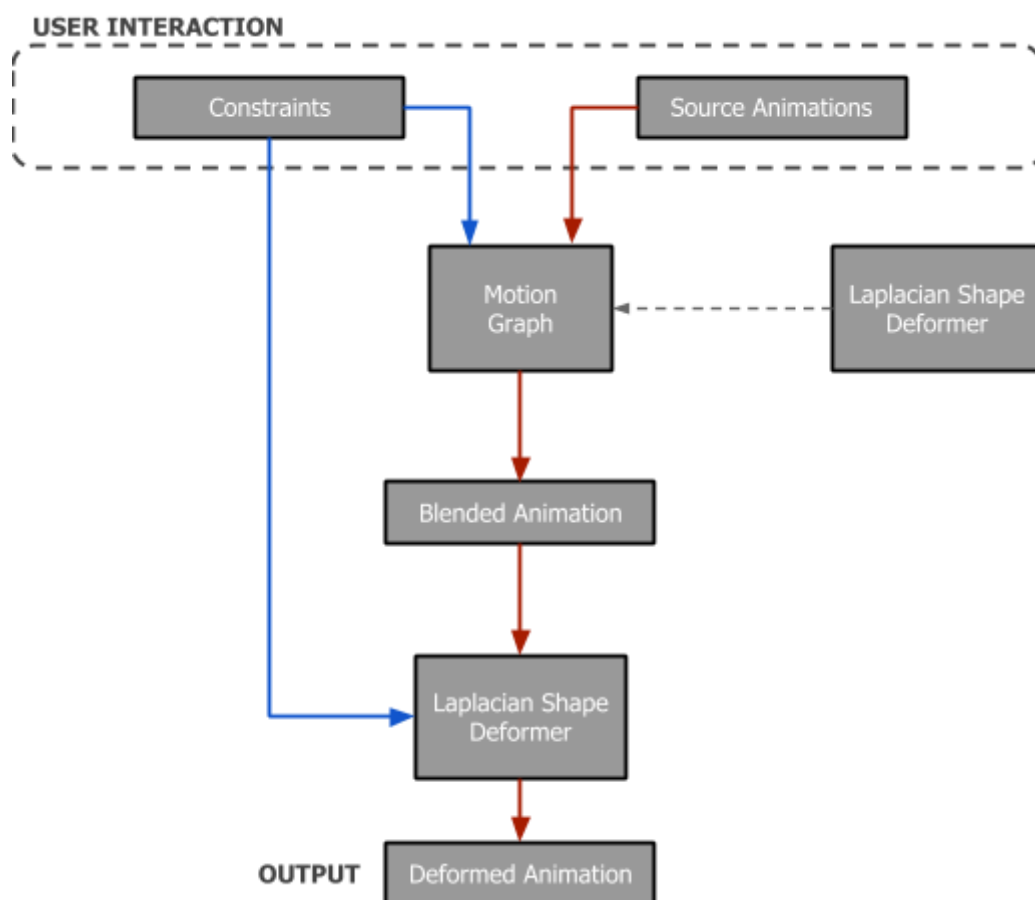 USER INTERACTION
Constraints
Source Animations
Motion
Graph
Laplacian Shape
Deformer
Blended Animation
Laplacian Shape
Deformer
OUTPUT
Deformed Animation